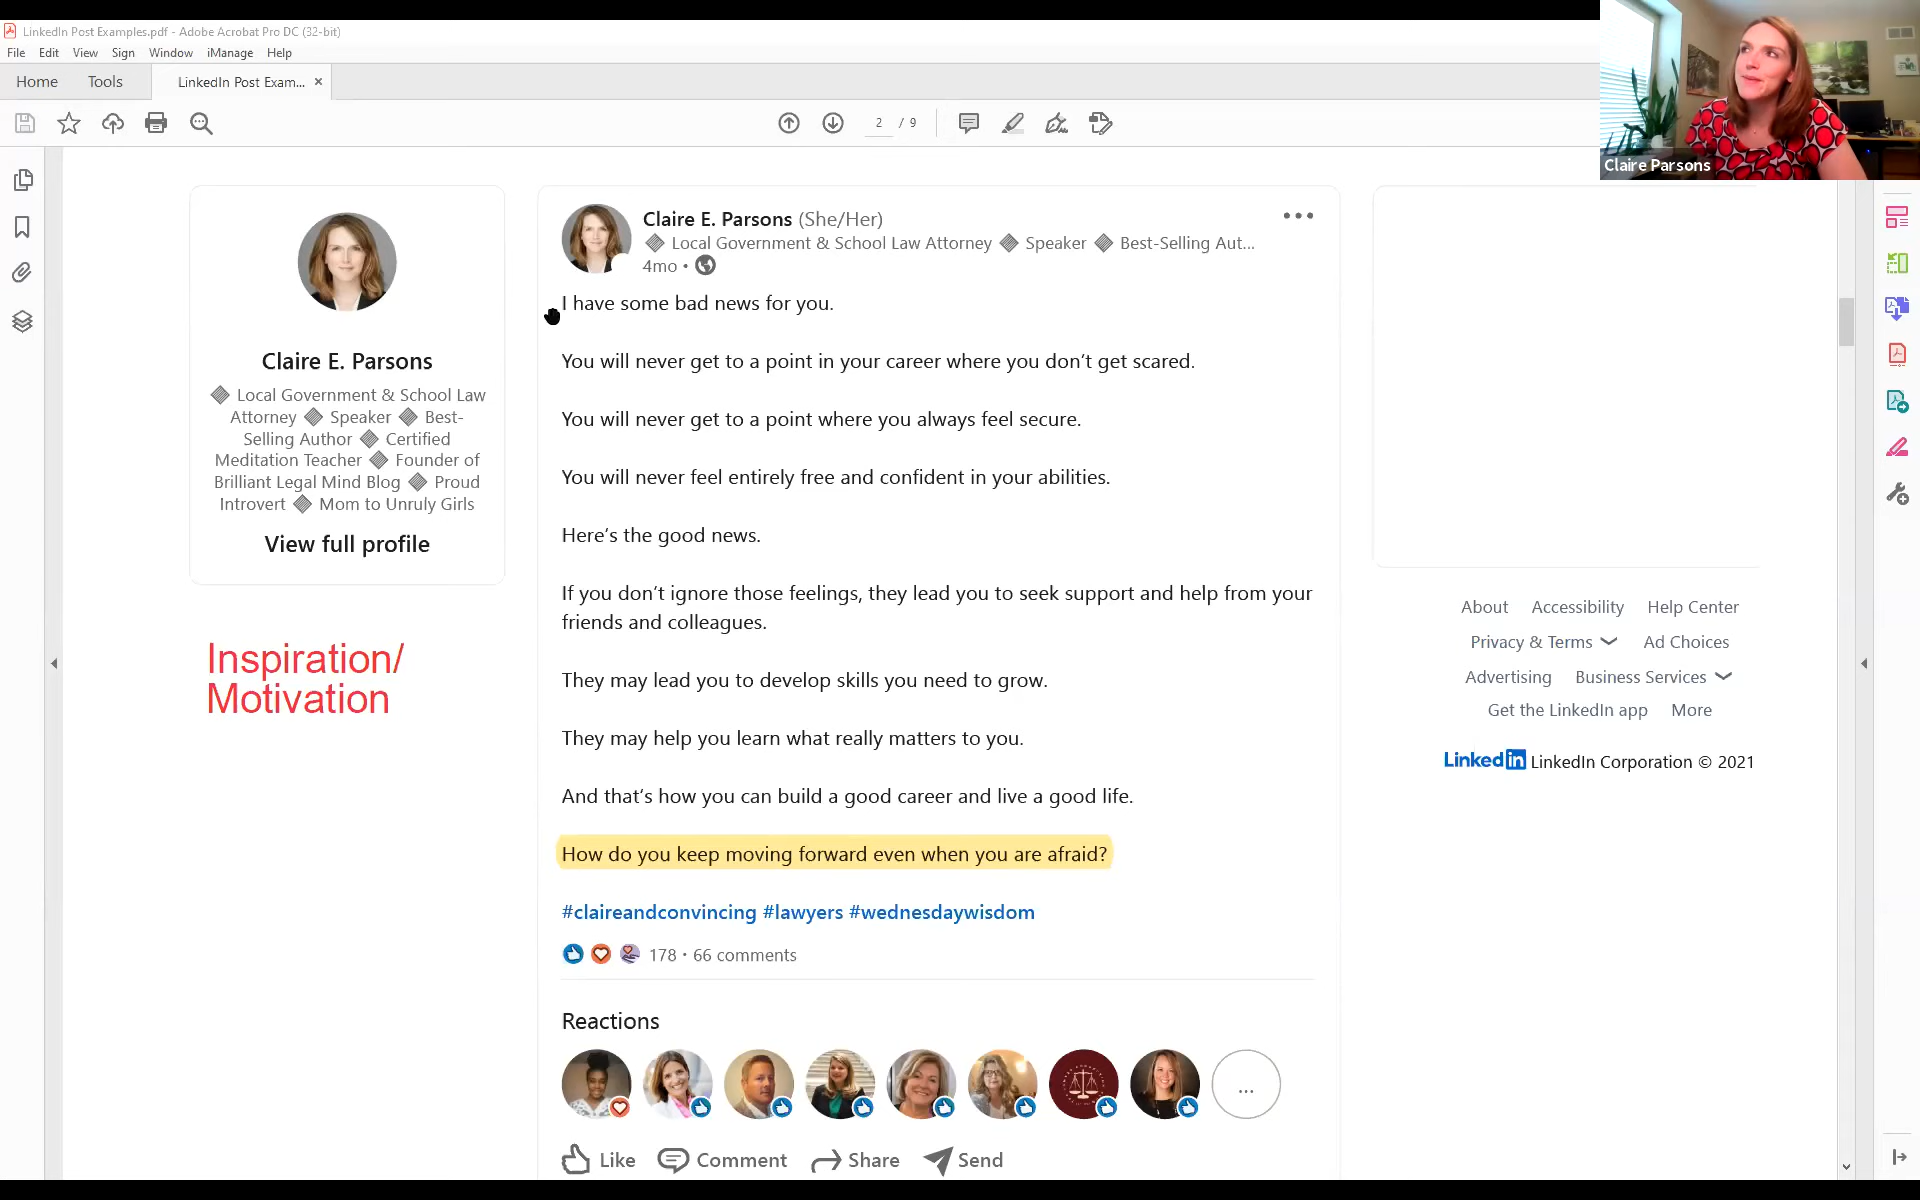 LinkedIn Post Examples.pdf - Adobe Acrobat Pro DC (32-bit)
File Edit View Sign Window iManage Help
Home Tools LinkedIn Post Exam... ×
2 / 9
Claire Parsons
Claire E. Parsons
Local Government & School Law
Attorney Speaker Best-
Selling Author Certified
Meditation Teacher Founder of
Brilliant Legal Mind Blog Proud
Introvert Mom to Unruly Girls
View full profile
Inspiration/
Motivation
Claire E. Parsons (She/Her)
Local Government & School Law Attorney Speaker Best-Selling Aut...
4mo •
I have some bad news for you.
You will never get to a point in your career where you don't get scared.
You will never get to a point where you always feel secure.
You will never feel entirely free and confident in your abilities.
Here's the good news.
If you don't ignore those feelings, they lead you to seek support and help from your
friends and colleagues.
They may lead you to develop skills you need to grow.
They may help you learn what really matters to you.
And that's how you can build a good career and live a good life.
How do you keep moving forward even when you are afraid?
#claireandconvincing #lawyers #wednesdaywisdom
178 • 66 comments
Reactions
...
Like Comment Share Send
About Accessibility Help Center
Privacy & Terms Ad Choices
Advertising Business Services
Get the LinkedIn app More
LinkedIn LinkedIn Corporation © 2021